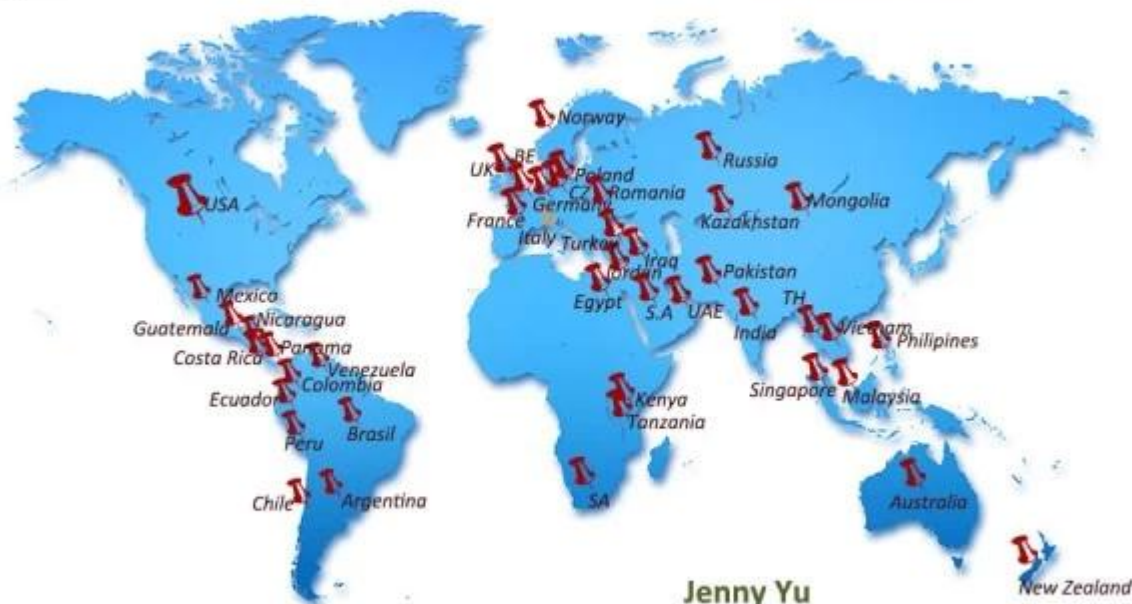 Norway
Russia
UK
BE
Poland
CZ
Romania
Germany
USA
France
Kazakhstan
Mongolia
Italy
Turkey
Iraq
Jordan
Pakistan
Egypt
S.A
UAE
India
TH
Vietnam
Philipines
Mexico
Guatemala
Nicaragua
Costa Rica
Panama
Venezuela
Colombia
Ecuador
Singapore
Malaysia
Kenya
Tanzania
Peru
Brasil
Chile
Argentina
SA
Australia
New Zealand
Jenny Yu